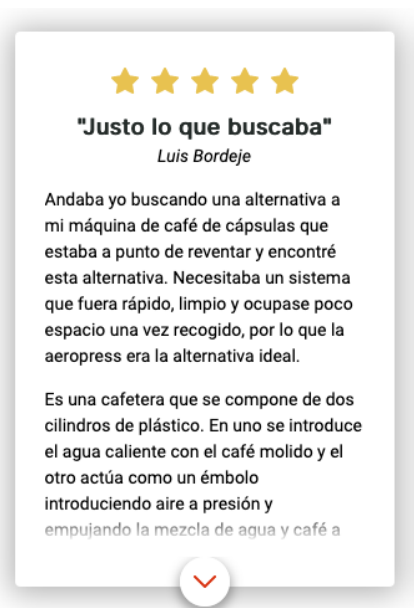 "Justo lo que buscaba"
Luis Bordeje
Andaba yo buscando una alternativa a
mi máquina de café de cápsulas que
estaba a punto de reventar y encontré
esta alternativa. Necesitaba un sistema
que fuera rápido, limpio y ocupase poco
espacio una vez recogido, por lo que la
aeropress era la alternativa ideal.
Es una cafetera que se compone de dos
cilindros de plástico. En uno se introduce
el agua caliente con el café molido y el
otro actúa como un émbolo
introduciendo aire a presión y
empujando la mezcla de agua y café a